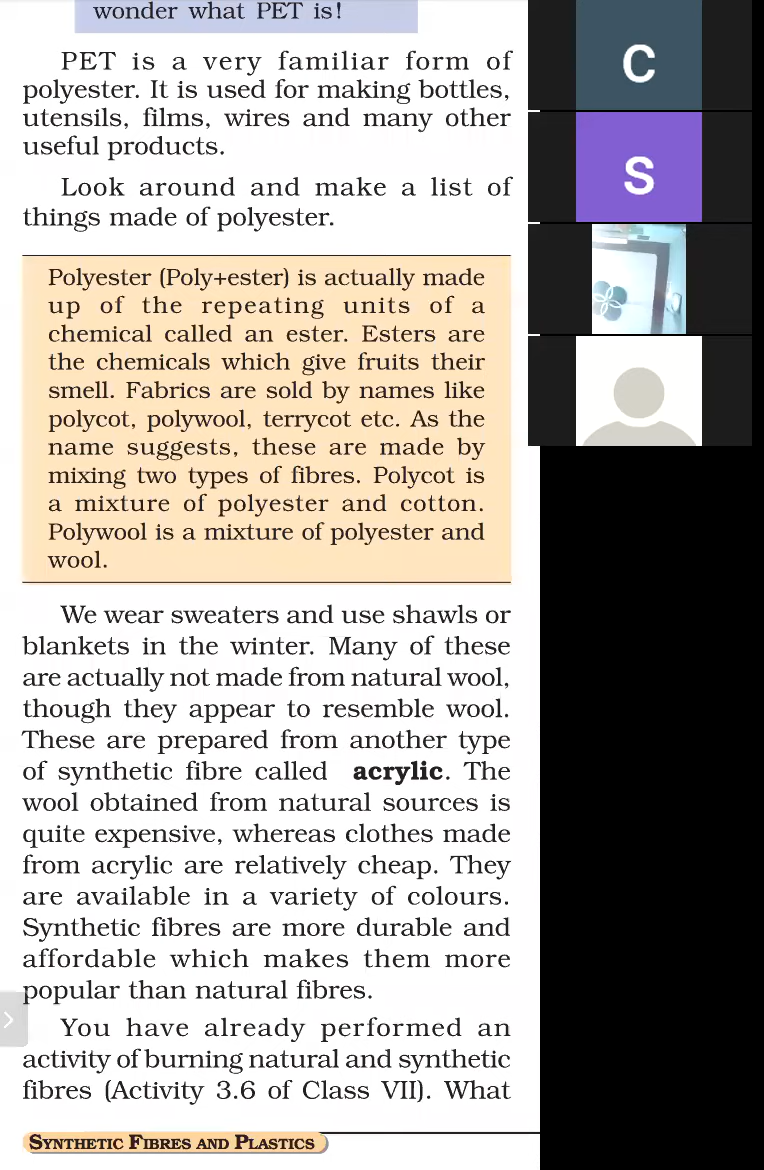 wonder what PET is!
PET is a very familiar form of
polyester. It is used for making bottles,
utensils, films, wires and many other
useful products.
Look around and make a list of
things made of polyester.
Polyester (Poly+ester) is actually made
up of the repeating units of a
chemical called an ester. Esters are
the chemicals which give fruits their
smell. Fabrics are sold by names like
polycot, polywool, terrycot etc. As the
name suggests, these are made by
mixing two types of fibres. Polycot is
a mixture of polyester and cotton.
Polywool is a mixture of polyester and
wool.
We wear sweaters and use shawls or
blankets in the winter. Many of these
are actually not made from natural wool,
though they appear to resemble wool.
These are prepared from another type
of synthetic fibre called acrylic. The
wool obtained from natural sources is
quite expensive, whereas clothes made
from acrylic are relatively cheap. They
are available in a variety of colours.
Synthetic fibres are more durable and
affordable which makes them more
popular than natural fibres.
You have already performed an
activity of burning natural and synthetic
fibres (Activity 3.6 of Class VII). What
SYNTHETIC FIBRES AND PLASTICS
C
S